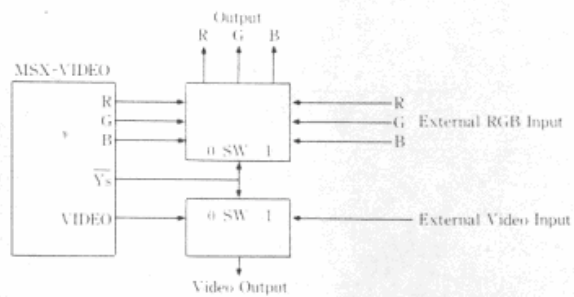 Output
R G B
MSX-VIDEO
R
G
B
R
G External RGB Input
B
0 SW 1
Ys
VIDEO
0 SW 1
External Video Input
Video Output